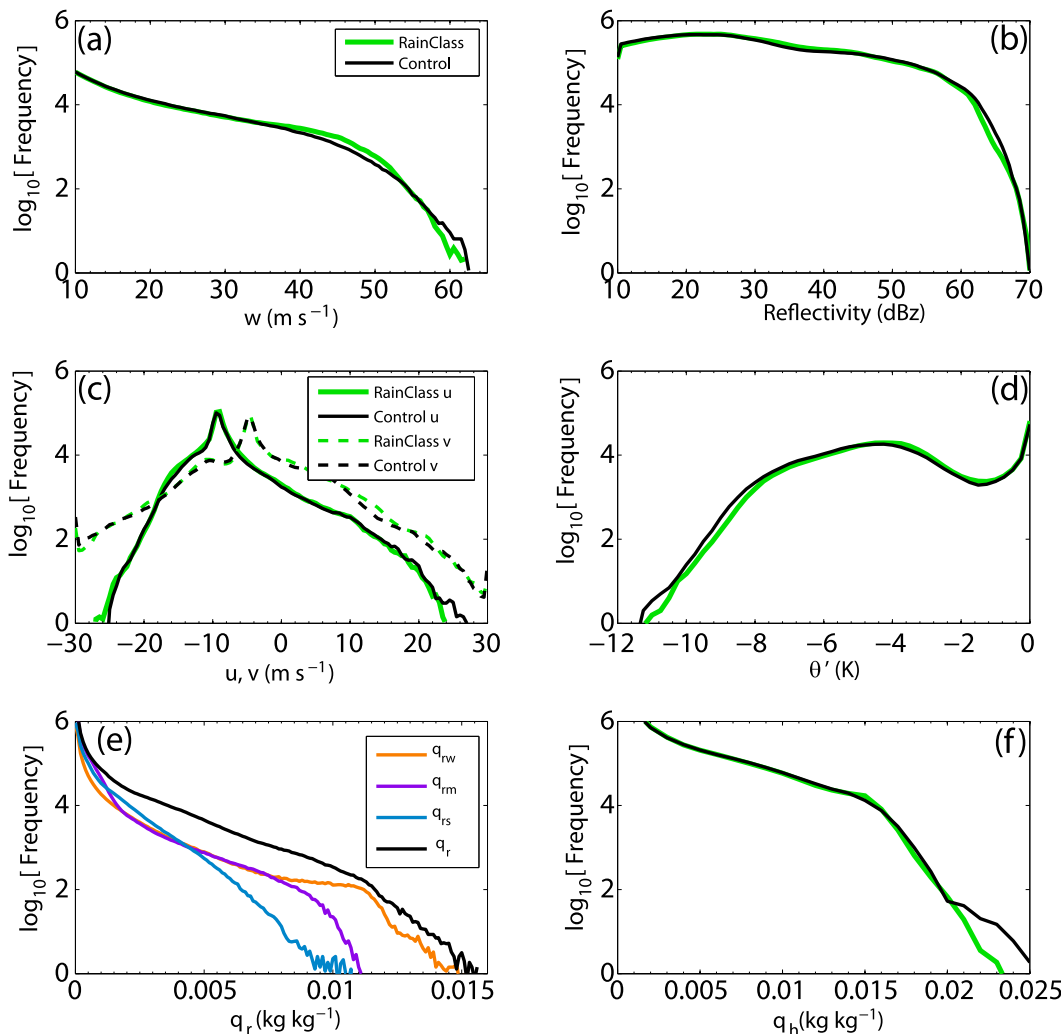 (a)
RainClass
Control
6
4
2
0
log10[ Frequency]
10 20 30 40 50 60
w (m s −1)
(b)
6
4
2
0
log10[ Frequency]
10 20 30 40 50 60 70
Reflectivity (dBz)
(c)
RainClass u
Control u
RainClass v
Control v
6
4
2
0
log10[ Frequency]
−30 −20 −10 0 10 20 30
u, v (m s −1)
(d)
6
4
2
0
log10[ Frequency]
−12 −10 −8 −6 −4 −2 0
θ ' (K)
(e)
qrw
qrm
qrs
qr
6
4
2
0
log10[ Frequency]
0 0.005 0.01 0.015
qr (kg kg−1)
(f)
6
4
2
0
log10[ Frequency]
0 0.005 0.01 0.015 0.02 0.025
qh(kg kg−1)